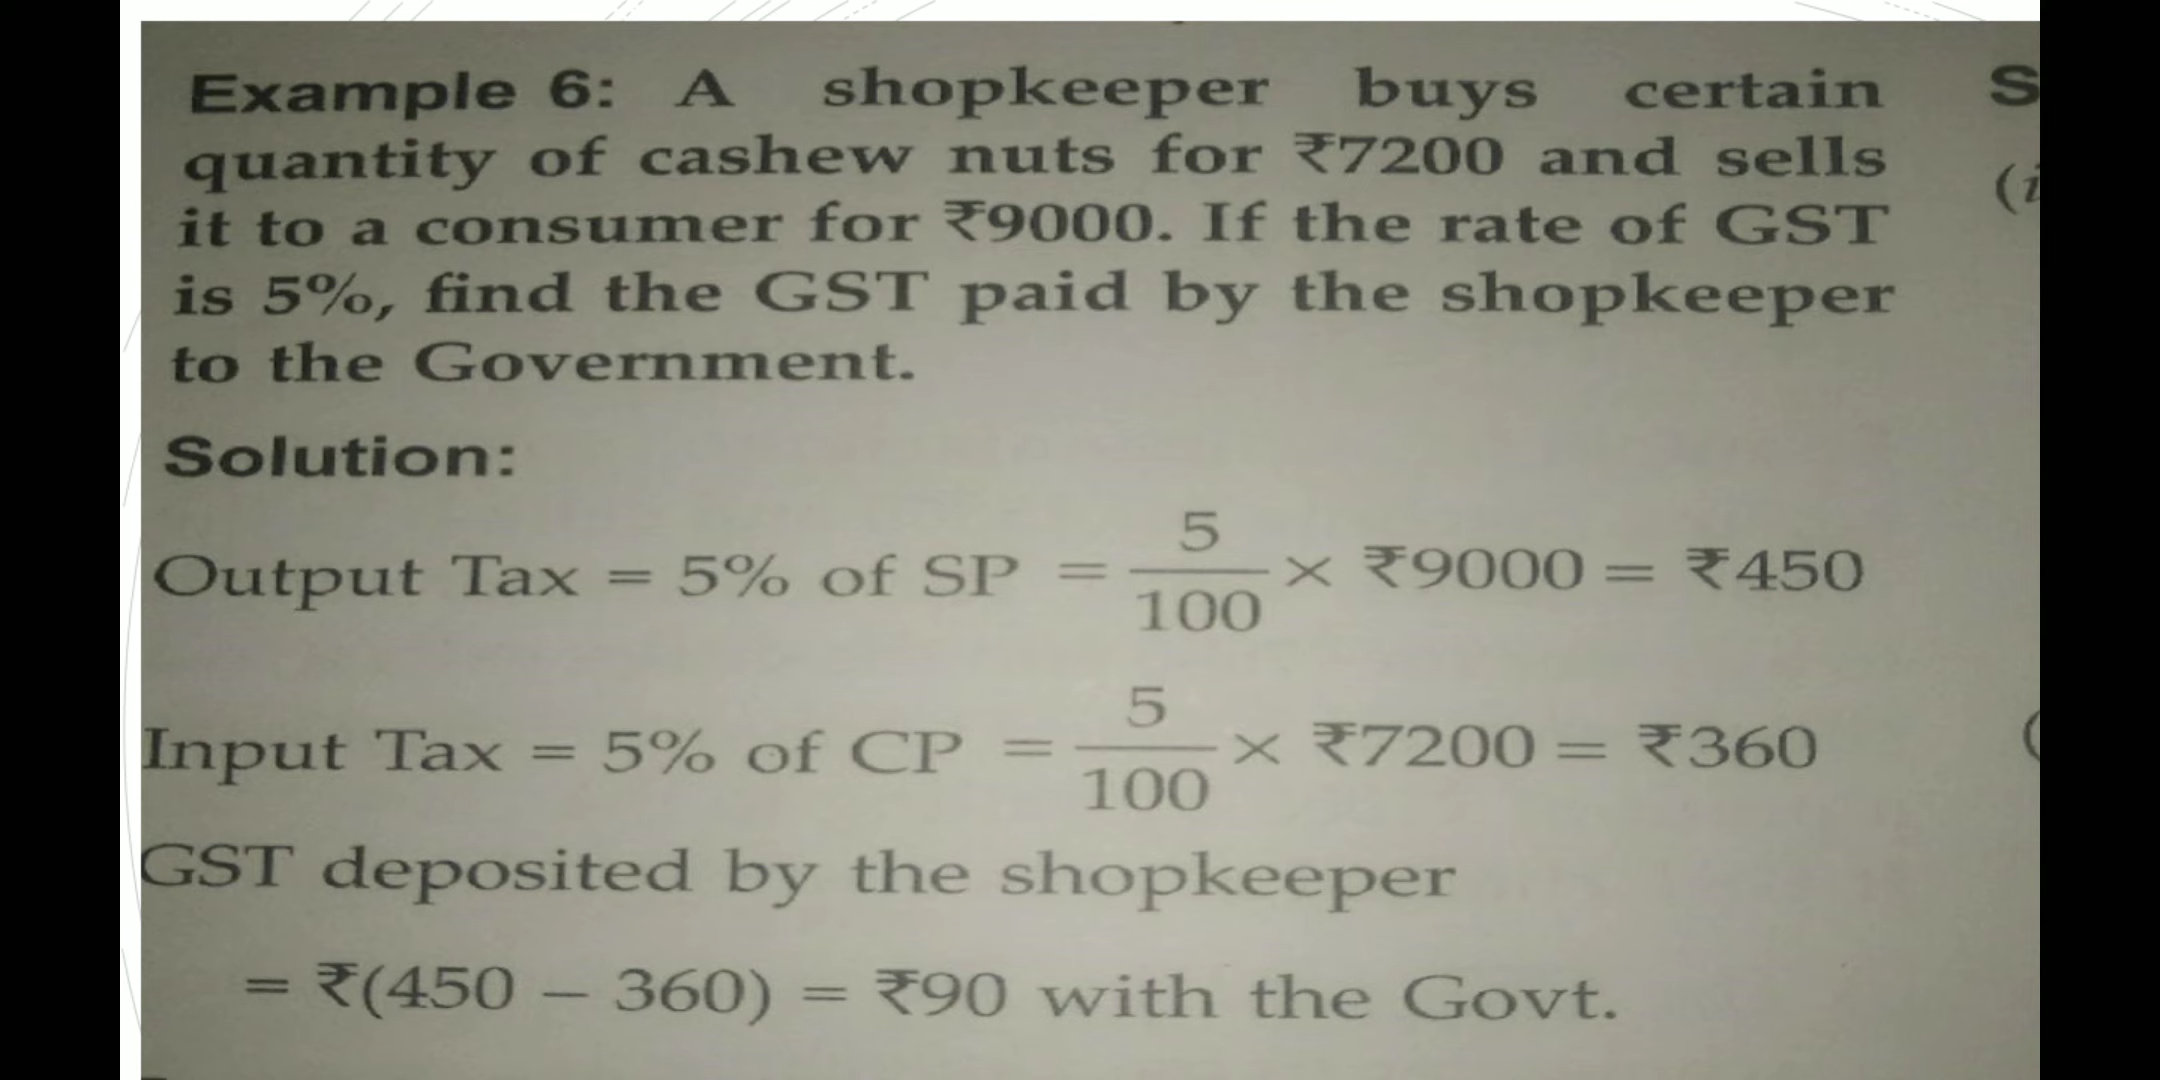 Example 6: A shopkeeper buys certain
quantity of cashew nuts for ₹7200 and sells
it to a consumer for ₹9000. If the rate of GST
is 5%, find the GST paid by the shopkeeper
to the Government.
Solution:
Output Tax = 5% of SP = 5/100 × ₹9000 = ₹450
Input Tax = 5% of CP = 5/100 × ₹7200 = ₹360
GST deposited by the shopkeeper
= ₹(450 – 360) = ₹90 with the Govt.
S
(i